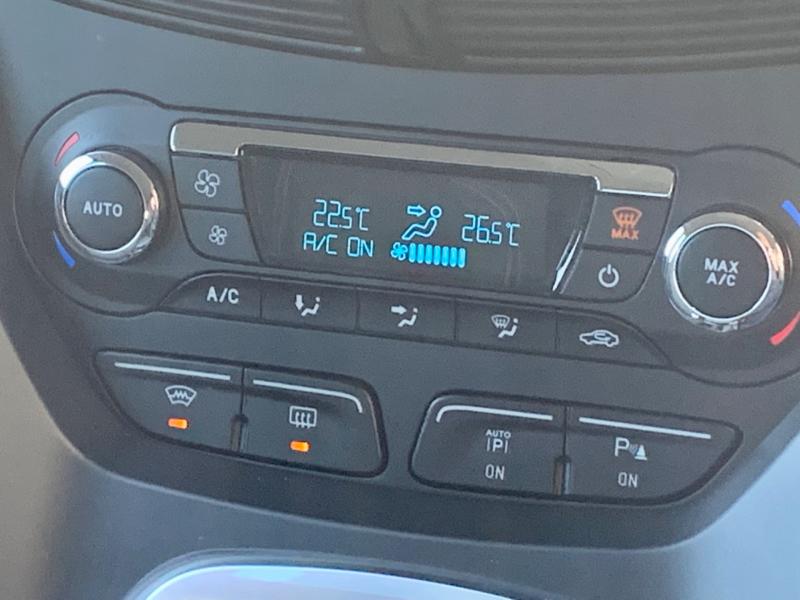 AUTO
22.5°C 26.5°C
A/C ON
MAX
MAX
A/C
A/C
AUTO
P
ON
P
ON